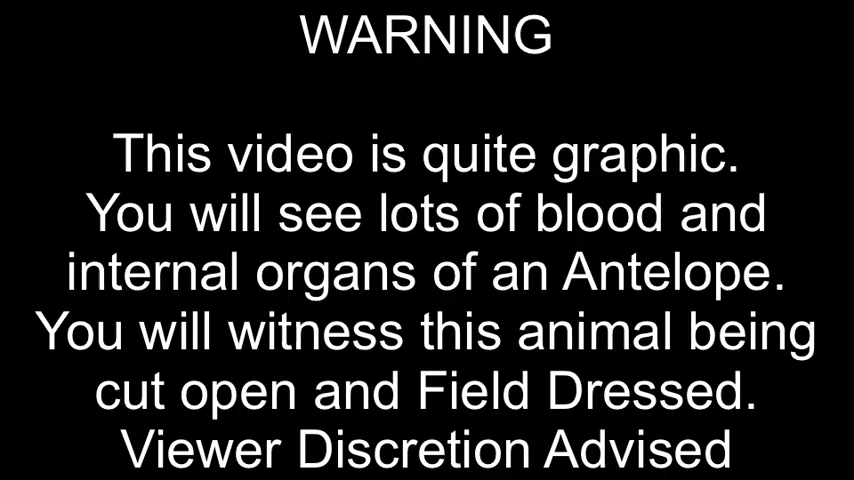 WARNING
This video is quite graphic.
You will see lots of blood and
internal organs of an Antelope.
You will witness this animal being
cut open and Field Dressed.
Viewer Discretion Advised